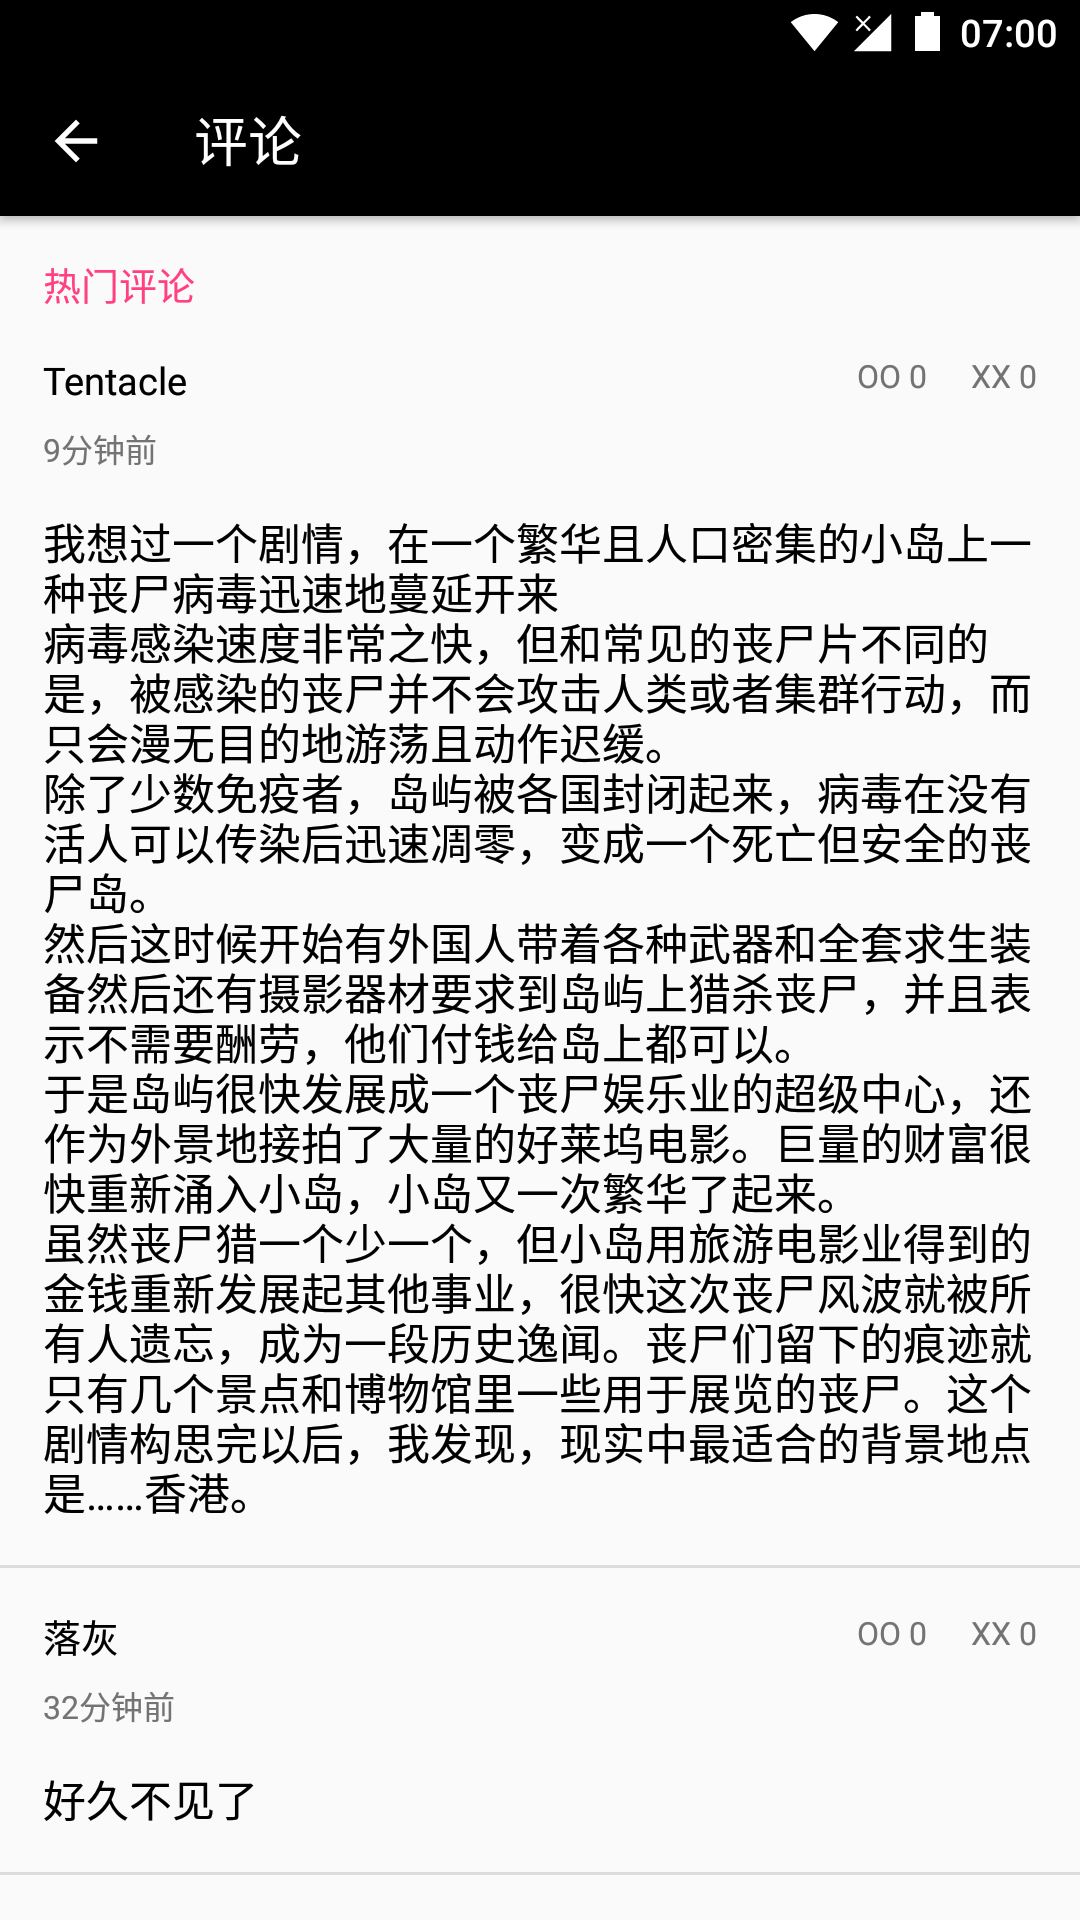 07:00
评论
热门评论
Tentacle
OO 0 XX 0
9分钟前
我想过一个剧情，在一个繁华且人口密集的小岛上一
种丧尸病毒迅速地蔓延开来
病毒感染速度非常之快，但和常见的丧尸片不同的
是，被感染的丧尸并不会攻击人类或者集群行动，而
只会漫无目的地游荡且动作迟缓。
除了少数免疫者，岛屿被各国封闭起来，病毒在没有
活人可以传染后迅速凋零，变成一个死亡但安全的丧
尸岛。
然后这时候开始有外国人带着各种武器和全套求生装
备然后还有摄影器材要求到岛屿上猎杀丧尸，并且表
示不需要酬劳，他们付钱给岛上都可以。
于是岛屿很快发展成一个丧尸娱乐业的超级中心，还
作为外景地接拍了大量的好莱坞电影。巨量的财富很
快重新涌入小岛，小岛又一次繁华了起来。
虽然丧尸猎一个少一个，但小岛用旅游电影业得到的
金钱重新发展起其他事业，很快这次丧尸风波就被所
有人遗忘，成为一段历史逸闻。丧尸们留下的痕迹就
只有几个景点和博物馆里一些用于展览的丧尸。这个
剧情构思完以后，我发现，现实中最适合的背景地点
是……香港。
落灰
OO 0 XX 0
32分钟前
好久不见了